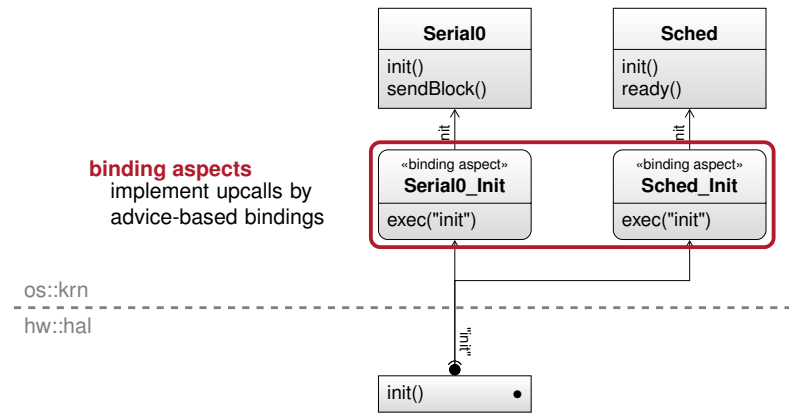 Serial0
Sched
init()
sendBlock()
init()
ready()
init
init
binding aspects
implement upcalls by
advice-based bindings
«binding aspect»
Serial0_Init
exec("init")
«binding aspect»
Sched_Init
exec("init")
os::krn
hw::hal
"init"
init()